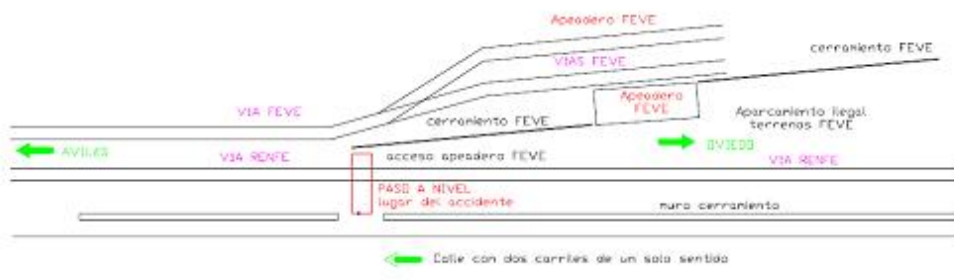 Apeadero FEVE
cerramiento FEVE
VIAS FEVE
Apeadero
FEVE
VIA FEVE
cerramiento FEVE
Aparcamiento ilegal
terrenos FEVE
AVILES
VIA RENFE
acceso apeadero FEVE
OVIEDO
VIA RENFE
PASO A NIVEL
lugar del accidente
muro cerramiento
Calle con dos carriles de un solo sentido